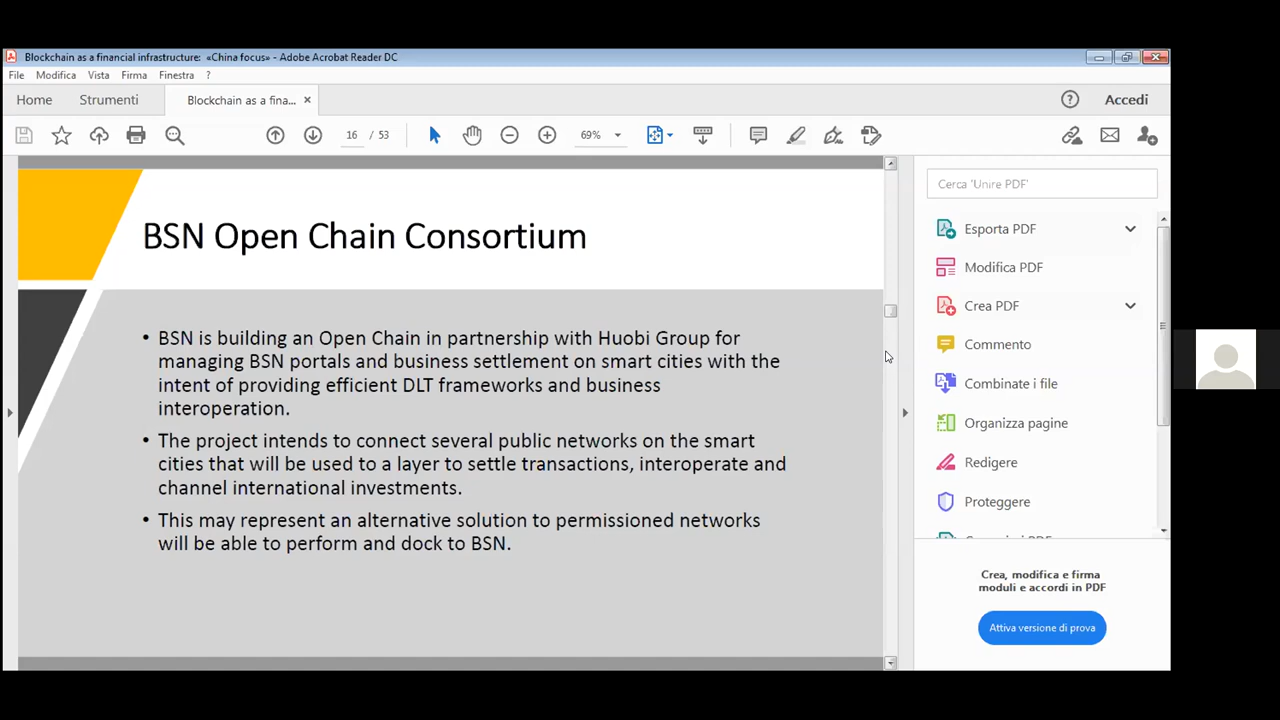 Blockchain as a financial infrastructure: «China focus» - Adobe Acrobat Reader DC
File Modifica Vista Firma Finestra ?
Home Strumenti Blockchain as a fina... × Accedi
16 / 53 69%
BSN Open Chain Consortium
• BSN is building an Open Chain in partnership with Huobi Group for
managing BSN portals and business settlement on smart cities with the
intent of providing efficient DLT frameworks and business
interoperation.
• The project intends to connect several public networks on the smart
cities that will be used to a layer to settle transactions, interoperate and
channel international investments.
• This may represent an alternative solution to permissioned networks
will be able to perform and dock to BSN.
Cerca 'Unire PDF'
Esporta PDF
Modifica PDF
Crea PDF
Commento
Combinate i file
Organizza pagine
Redigere
Proteggere
Crea, modifica e firma
moduli e accordi in PDF
Attiva versione di prova